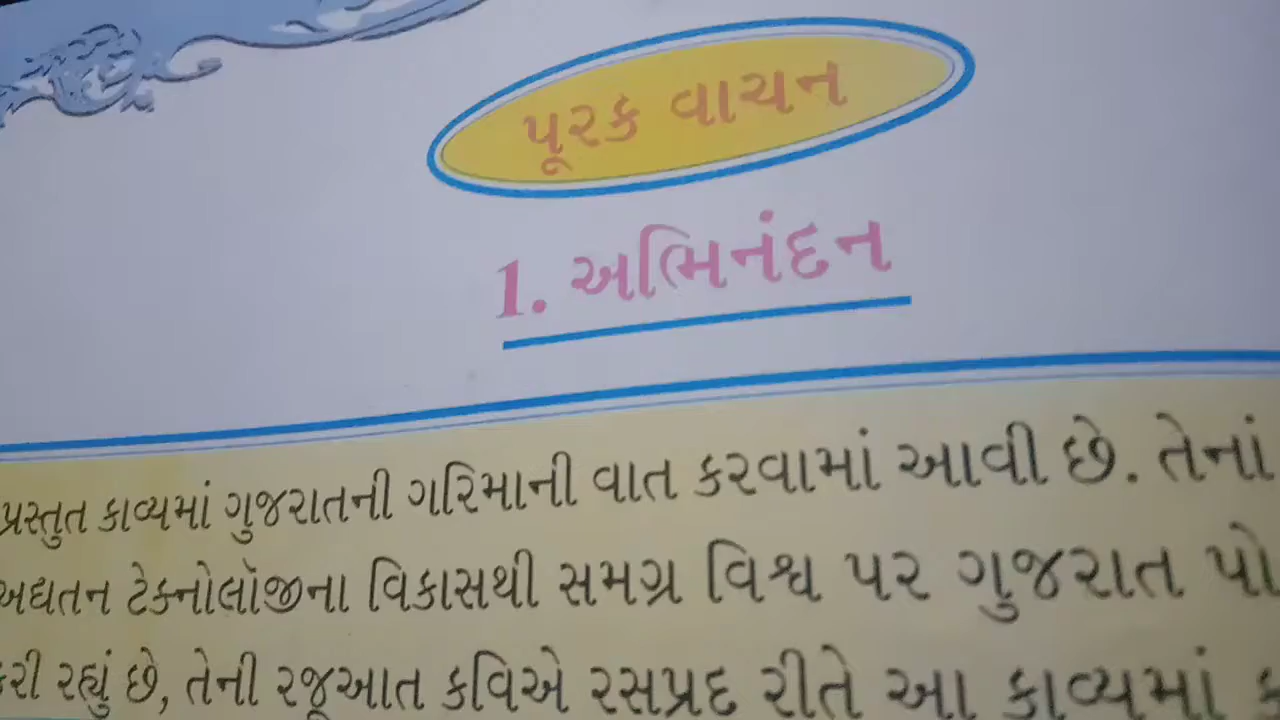 પૂરક વાચન
1. અભિનંદન
પ્રસ્તુત કાવ્યમાં ગુજરાતની ગરિમાની વાત કરવામાં આવી છે. તેનાં
અદ્યતન ટેક્નોલૉજીના વિકાસથી સમગ્ર વિશ્વ પર ગુજરાત
રહ્યું છે, તેની રજૂઆત કવિએ રસપ્રદ રીતે આ કાવ્યમાં